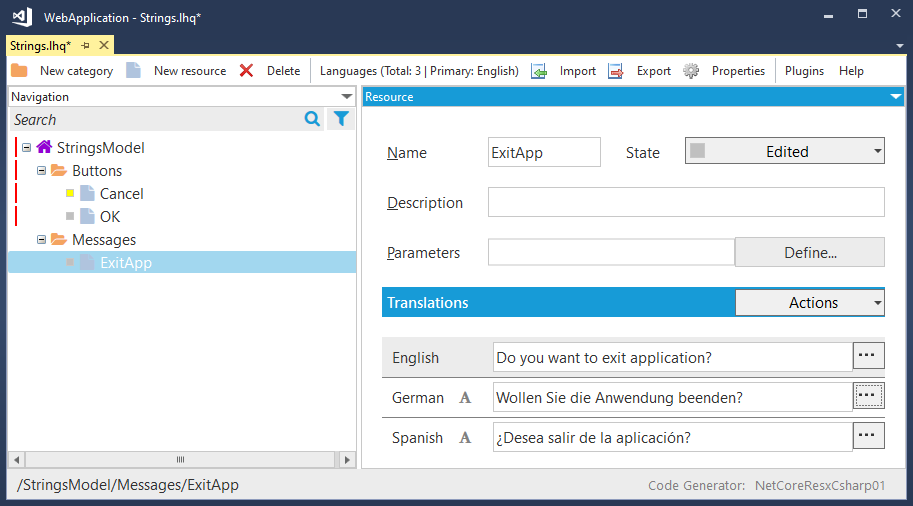 WebApplication - Strings.lhq*
Strings.lhq*
New category New resource Delete Languages (Total: 3 | Primary: English) Import Export Properties Plugins Help
Navigation
Search
StringsModel
Buttons
Cancel
OK
Messages
ExitApp
Resource
Name ExitApp State Edited
Description
Parameters Define...
Translations Actions
English Do you want to exit application? ...
German A Wollen Sie die Anwendung beenden? ...
Spanish A ¿Desea salir de la aplicación? ...
/StringsModel/Messages/ExitApp Code Generator: NetCoreResxCsharp01